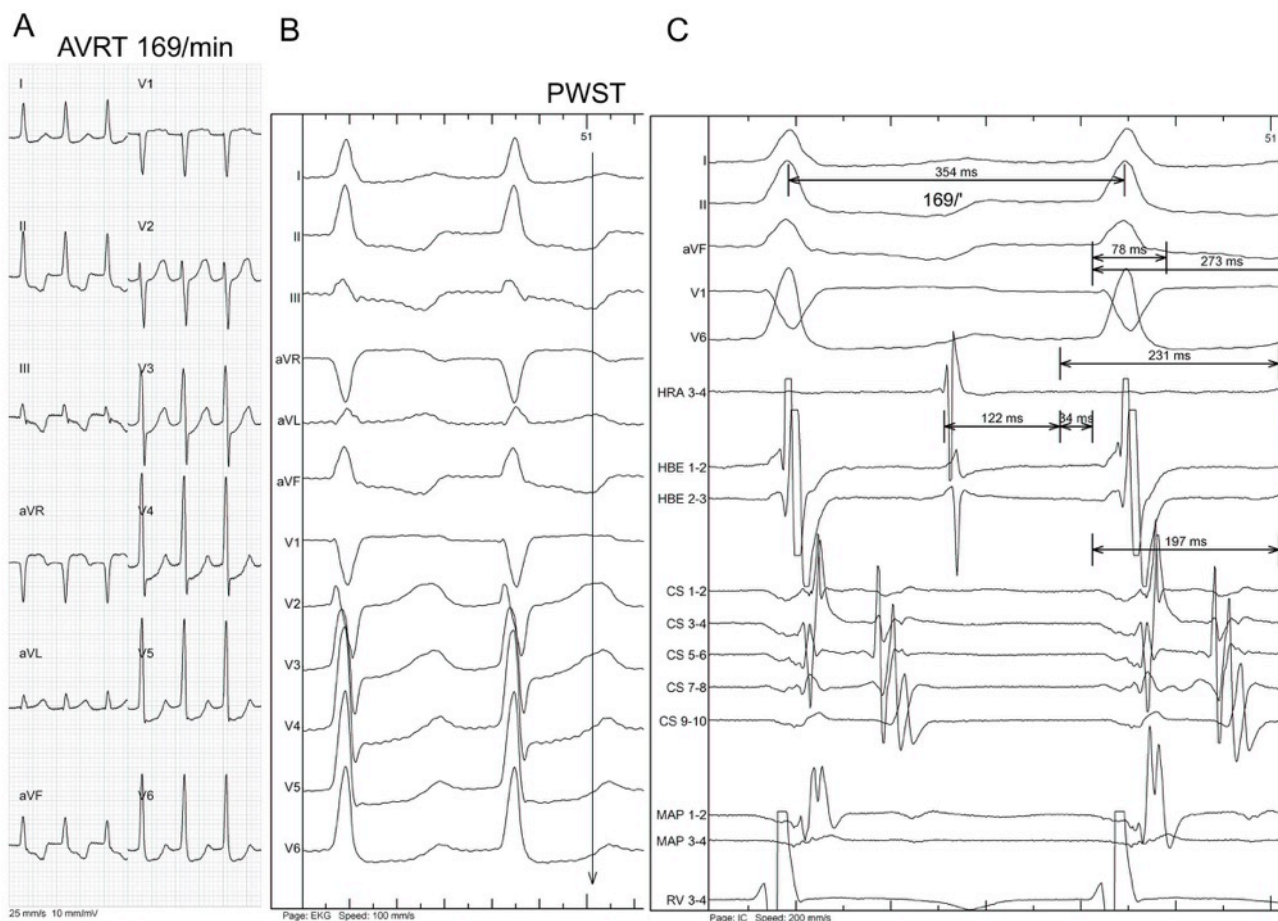 A
AVRT 169/min
I
V1
II
V2
III
V3
aVR
V4
aVL
V5
aVF
V6
25 mm/s 10 mm/mV
B
PWST
51
I
II
III
aVR
aVL
aVF
V1
V2
V3
V4
V5
V6
Page: EKG Speed: 100 mm/s
C
51
I
354 ms
II
169/'
aVF
78 ms
273 ms
V1
V6
231 ms
HRA 3-4
122 ms
34 ms
HBE 1-2
HBE 2-3
197 ms
CS 1-2
CS 3-4
CS 5-6
CS 7-8
CS 9-10
MAP 1-2
MAP 3-4
RV 3-4
Page: IC Speed: 200 mm/s